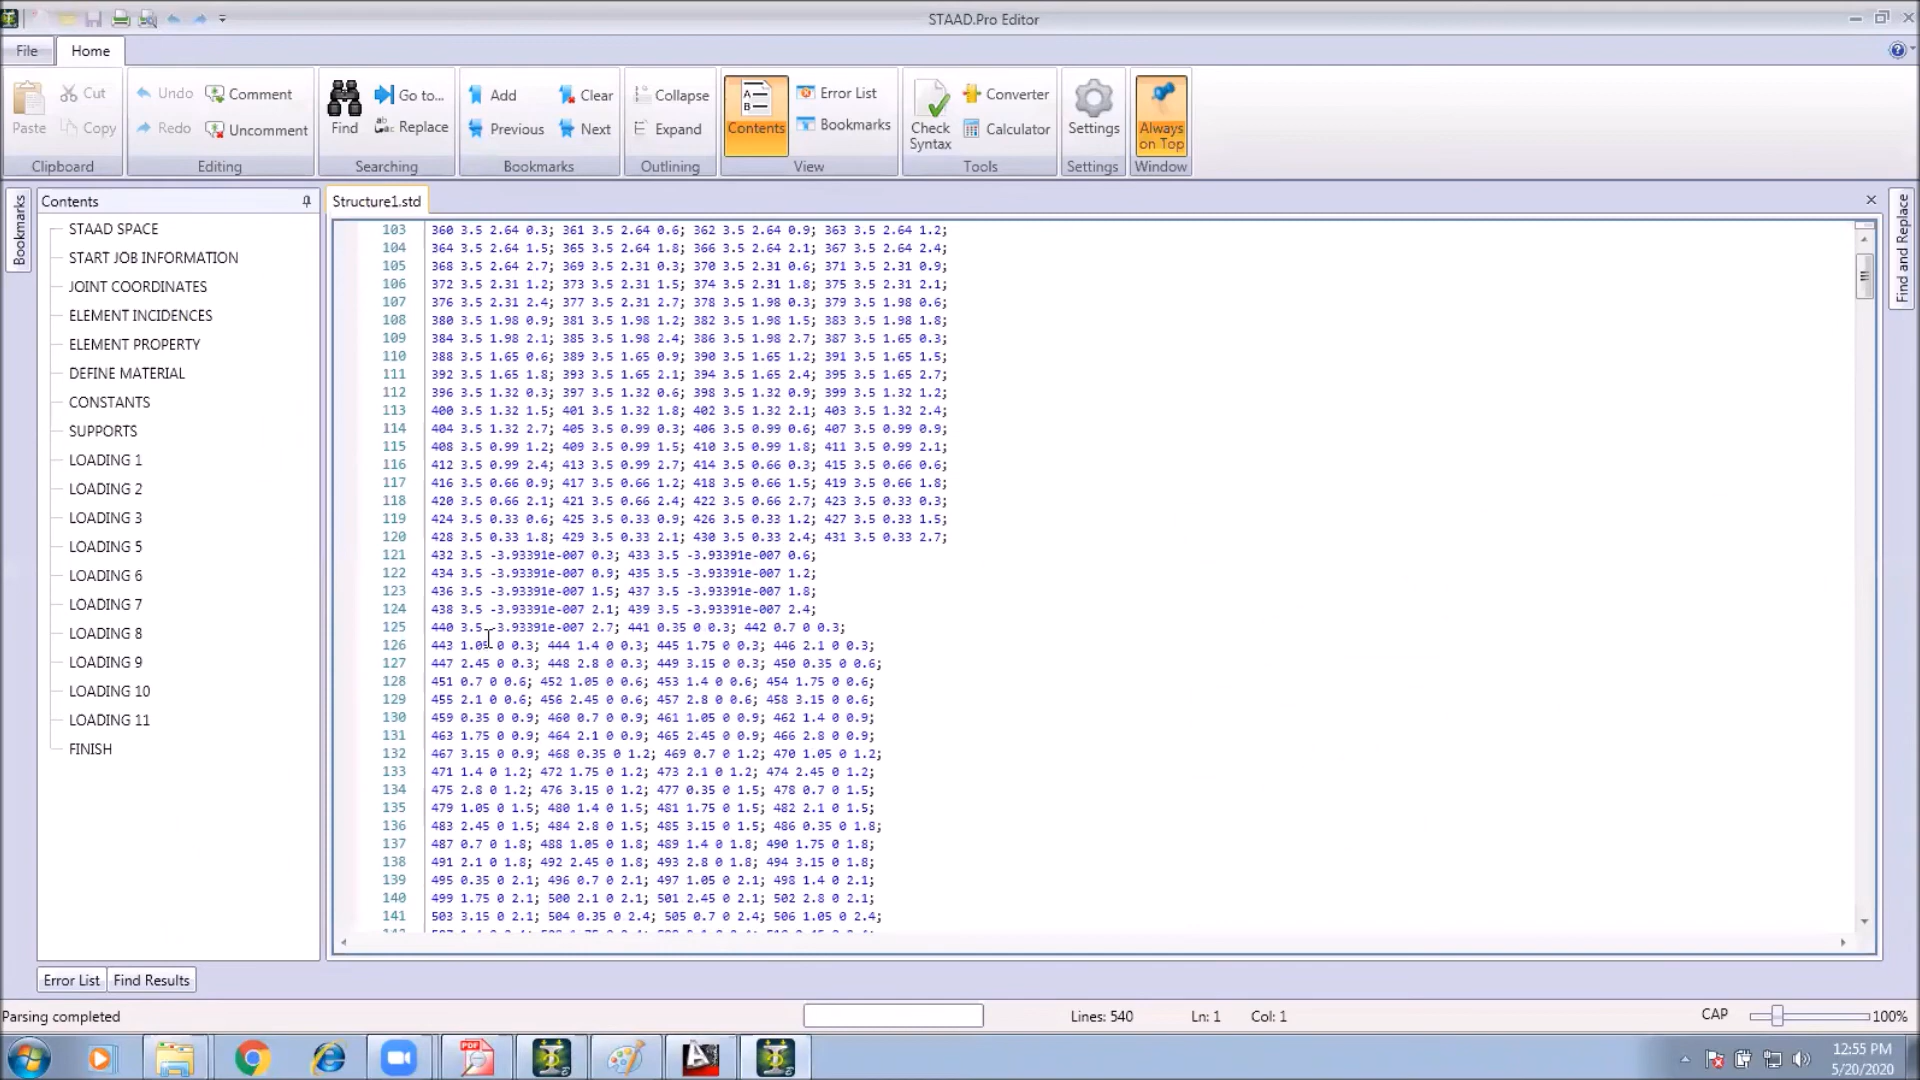 STAAD.Pro Editor
File
Home
Paste
Cut
Copy
Clipboard
Undo
Redo
Comment
Uncomment
Editing
Find
Go to...
Replace
Searching
Add
Previous
Clear
Next
Bookmarks
Collapse
Expand
Outlining
Contents
Error List
Bookmarks
View
Check Syntax
Converter
Calculator
Tools
Settings
Settings
Always on Top
Window
Bookmarks
Contents
STAAD SPACE
START JOB INFORMATION
JOINT COORDINATES
ELEMENT INCIDENCES
ELEMENT PROPERTY
DEFINE MATERIAL
CONSTANTS
SUPPORTS
LOADING 1
LOADING 2
LOADING 3
LOADING 5
LOADING 6
LOADING 7
LOADING 8
LOADING 9
LOADING 10
LOADING 11
FINISH
Structure1.std
103 360 3.5 2.64 0.3; 361 3.5 2.64 0.6; 362 3.5 2.64 0.9; 363 3.5 2.64 1.2;
104 364 3.5 2.64 1.5; 365 3.5 2.64 1.8; 366 3.5 2.64 2.1; 367 3.5 2.64 2.4;
105 368 3.5 2.64 2.7; 369 3.5 2.31 0.3; 370 3.5 2.31 0.6; 371 3.5 2.31 0.9;
106 372 3.5 2.31 1.2; 373 3.5 2.31 1.5; 374 3.5 2.31 1.8; 375 3.5 2.31 2.1;
107 376 3.5 2.31 2.4; 377 3.5 2.31 2.7; 378 3.5 1.98 0.3; 379 3.5 1.98 0.6;
108 380 3.5 1.98 0.9; 381 3.5 1.98 1.2; 382 3.5 1.98 1.5; 383 3.5 1.98 1.8;
109 384 3.5 1.98 2.1; 385 3.5 1.98 2.4; 386 3.5 1.98 2.7; 387 3.5 1.65 0.3;
110 388 3.5 1.65 0.6; 389 3.5 1.65 0.9; 390 3.5 1.65 1.2; 391 3.5 1.65 1.5;
111 392 3.5 1.65 1.8; 393 3.5 1.65 2.1; 394 3.5 1.65 2.4; 395 3.5 1.65 2.7;
112 396 3.5 1.32 0.3; 397 3.5 1.32 0.6; 398 3.5 1.32 0.9; 399 3.5 1.32 1.2;
113 400 3.5 1.32 1.5; 401 3.5 1.32 1.8; 402 3.5 1.32 2.1; 403 3.5 1.32 2.4;
114 404 3.5 1.32 2.7; 405 3.5 0.99 0.3; 406 3.5 0.99 0.6; 407 3.5 0.99 0.9;
115 408 3.5 0.99 1.2; 409 3.5 0.99 1.5; 410 3.5 0.99 1.8; 411 3.5 0.99 2.1;
116 412 3.5 0.99 2.4; 413 3.5 0.99 2.7; 414 3.5 0.66 0.3; 415 3.5 0.66 0.6;
117 416 3.5 0.66 0.9; 417 3.5 0.66 1.2; 418 3.5 0.66 1.5; 419 3.5 0.66 1.8;
118 420 3.5 0.66 2.1; 421 3.5 0.66 2.4; 422 3.5 0.66 2.7; 423 3.5 0.33 0.3;
119 424 3.5 0.33 0.6; 425 3.5 0.33 0.9; 426 3.5 0.33 1.2; 427 3.5 0.33 1.5;
120 428 3.5 0.33 1.8; 429 3.5 0.33 2.1; 430 3.5 0.33 2.4; 431 3.5 0.33 2.7;
121 432 3.5 -3.93391e-007 0.3; 433 3.5 -3.93391e-007 0.6;
122 434 3.5 -3.93391e-007 0.9; 435 3.5 -3.93391e-007 1.2;
123 436 3.5 -3.93391e-007 1.5; 437 3.5 -3.93391e-007 1.8;
124 438 3.5 -3.93391e-007 2.1; 439 3.5 -3.93391e-007 2.4;
125 440 3.5 -3.93391e-007 2.7; 441 0.35 0 0.3; 442 0.7 0 0.3;
126 443 1.05 0 0.3; 444 1.4 0 0.3; 445 1.75 0 0.3; 446 2.1 0 0.3;
127 447 2.45 0 0.3; 448 2.8 0 0.3; 449 3.15 0 0.3; 450 0.35 0 0.6;
128 451 0.7 0 0.6; 452 1.05 0 0.6; 453 1.4 0 0.6; 454 1.75 0 0.6;
129 455 2.1 0 0.6; 456 2.45 0 0.6; 457 2.8 0 0.6; 458 3.15 0 0.6;
130 459 0.35 0 0.9; 460 0.7 0 0.9; 461 1.05 0 0.9; 462 1.4 0 0.9;
131 463 1.75 0 0.9; 464 2.1 0 0.9; 465 2.45 0 0.9; 466 2.8 0 0.9;
132 467 3.15 0 0.9; 468 0.35 0 1.2; 469 0.7 0 1.2; 470 1.05 0 1.2;
133 471 1.4 0 1.2; 472 1.75 0 1.2; 473 2.1 0 1.2; 474 2.45 0 1.2;
134 475 2.8 0 1.2; 476 3.15 0 1.2; 477 0.35 0 1.5; 478 0.7 0 1.5;
135 479 1.05 0 1.5; 480 1.4 0 1.5; 481 1.75 0 1.5; 482 2.1 0 1.5;
136 483 2.45 0 1.5; 484 2.8 0 1.5; 485 3.15 0 1.5; 486 0.35 0 1.8;
137 487 0.7 0 1.8; 488 1.05 0 1.8; 489 1.4 0 1.8; 490 1.75 0 1.8;
138 491 2.1 0 1.8; 492 2.45 0 1.8; 493 2.8 0 1.8; 494 3.15 0 1.8;
139 495 0.35 0 2.1; 496 0.7 0 2.1; 497 1.05 0 2.1; 498 1.4 0 2.1;
140 499 1.75 0 2.1; 500 2.1 0 2.1; 501 2.45 0 2.1; 502 2.8 0 2.1;
141 503 3.15 0 2.1; 504 0.35 0 2.4; 505 0.7 0 2.4; 506 1.05 0 2.4;
Find and Replace
Error List
Find Results
Parsing completed
Lines: 540
Ln: 1
Col: 1
CAP
100%
12:55 PM
5/20/2020